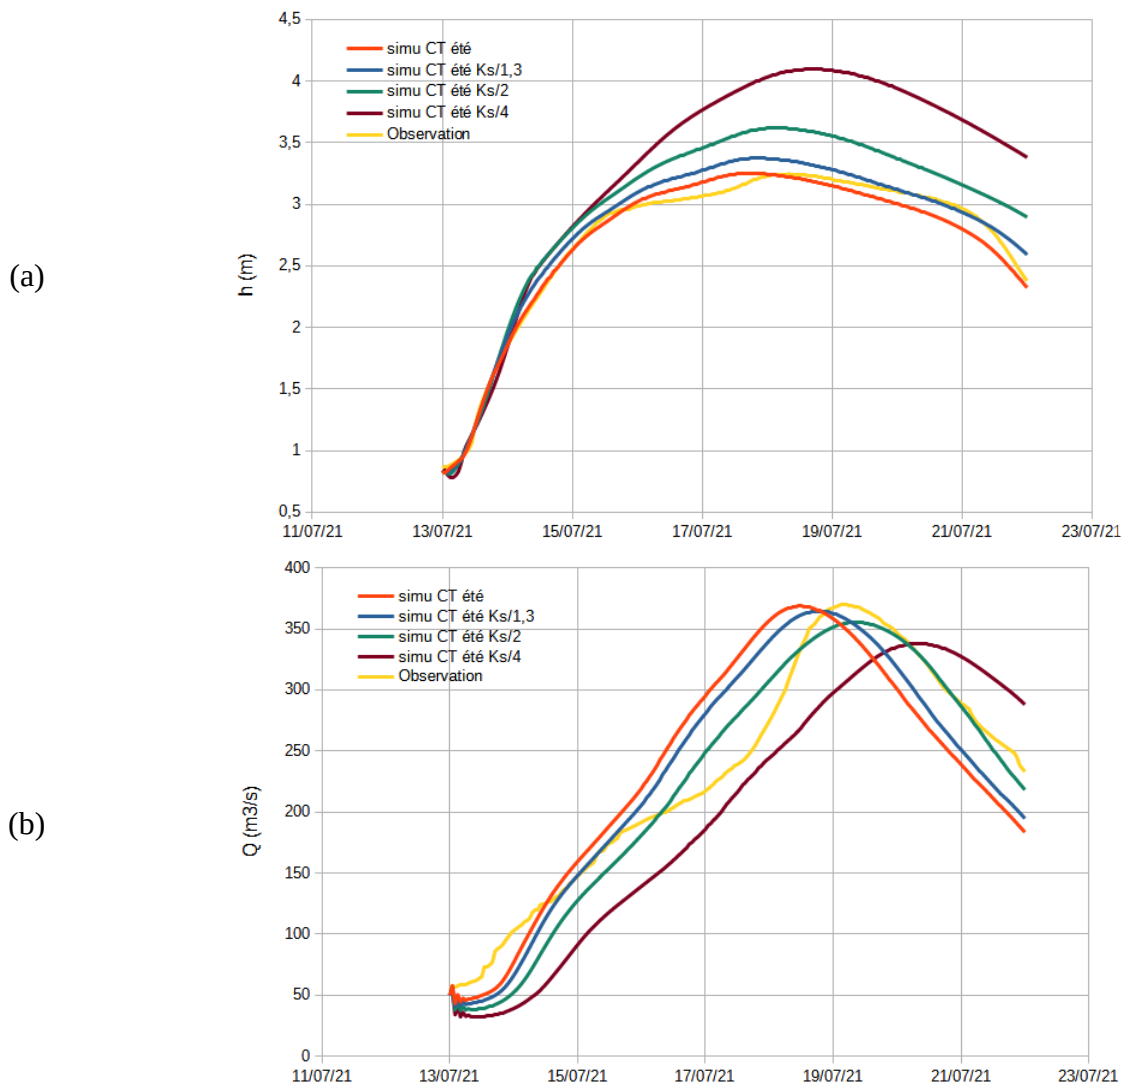 4,5
simu CT été
simu CT été Ks/1,3
simu CT été Ks/2
simu CT été Ks/4
Observation
4
3,5
3
2,5
2
1,5
1
0,5
h (m)
(a)
11/07/21 13/07/21 15/07/21 17/07/21 19/07/21 21/07/21 23/07/21
400
simu CT été
simu CT été Ks/1,3
simu CT été Ks/2
simu CT été Ks/4
Observation
350
300
250
200
150
100
50
0
Q (m3/s)
(b)
11/07/21 13/07/21 15/07/21 17/07/21 19/07/21 21/07/21 23/07/21